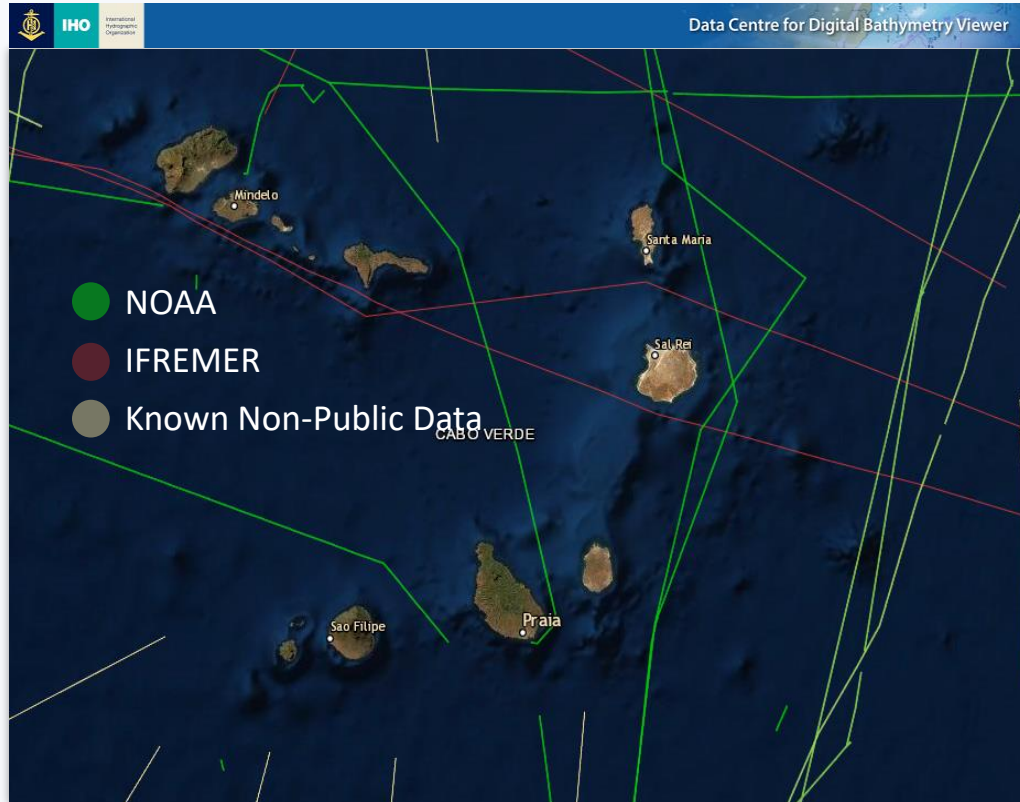 IHO
International
Hydrographic
Organization
Data Centre for Digital Bathymetry Viewer
Mindelo
Santa Maria
NOAA
IFREMER
Sal Rei
Known Non-Public Data
CABO VERDE
Praia
Sao Filipe